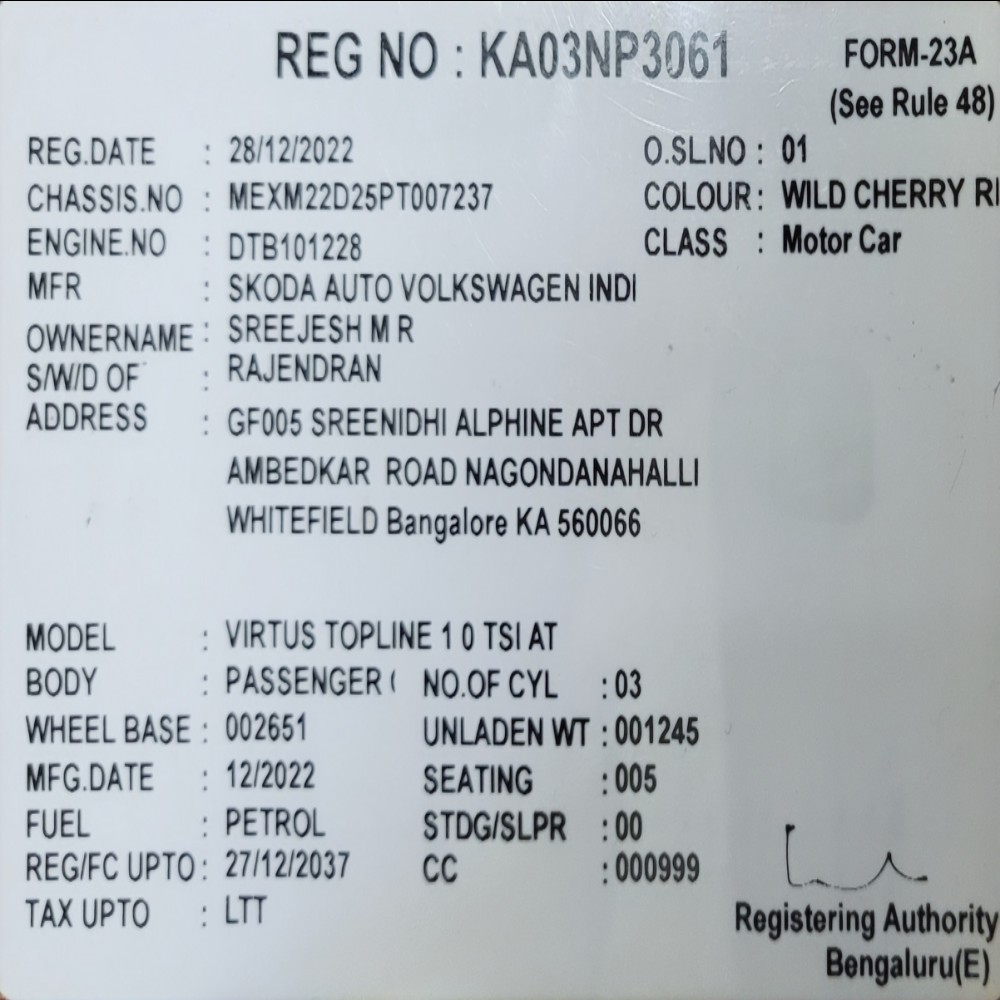 REG NO : KA03NP3061
FORM-23A
(See Rule 48)
REG.DATE : 28/12/2022 O.SL.NO : 01
CHASSIS.NO : MEXM22D25PT007237 COLOUR : WILD CHERRY
ENGINE.NO : DTB101228 CLASS : Motor Car
MFR : SKODA AUTO VOLKSWAGEN INDI
OWNERNAME : SREEJESH M R
S/W/D OF : RAJENDRAN
ADDRESS : GF005 SREENIDHI ALPHINE APT DR
AMBEDKAR ROAD NAGONDANAHALLI
WHITEFIELD Bangalore KA 560066
MODEL : VIRTUS TOPLINE 1 0 TSI AT
BODY : PASSENGER NO.OF CYL : 03
WHEEL BASE : 002651 UNLADEN WT : 001245
MFG.DATE : 12/2022 SEATING : 005
FUEL : PETROL STDG/SLPR : 00
REG/FC UPTO : 27/12/2037 CC : 000999
TAX UPTO : LTT
Registering Authority
Bengaluru(E)